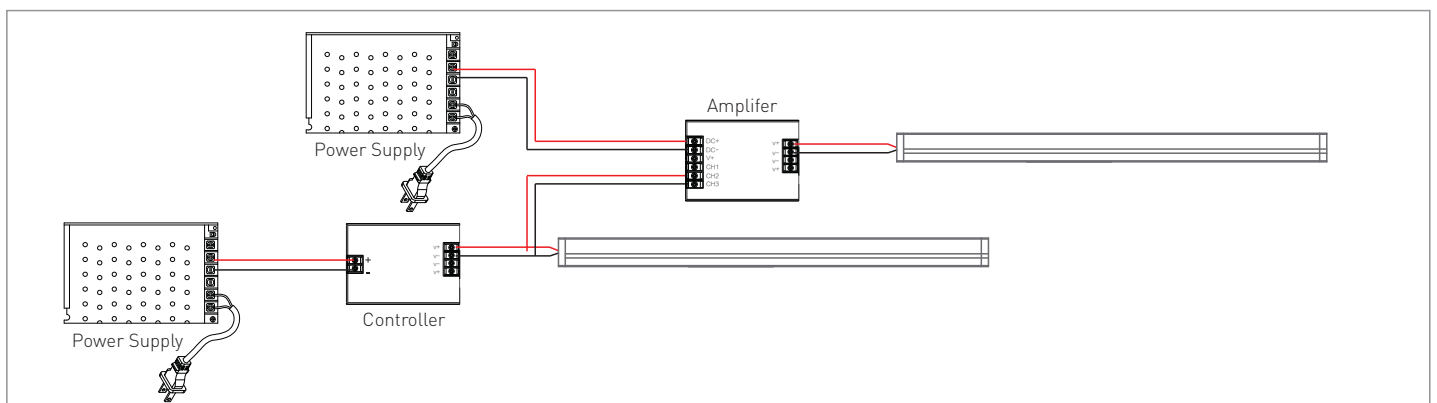 Amplifer
DC+
DC-
V+
CH1
CH2
CH3
V+
V-
V-
V+
Power Supply
+
-
V+
V-
V-
V+
Controller
Power Supply